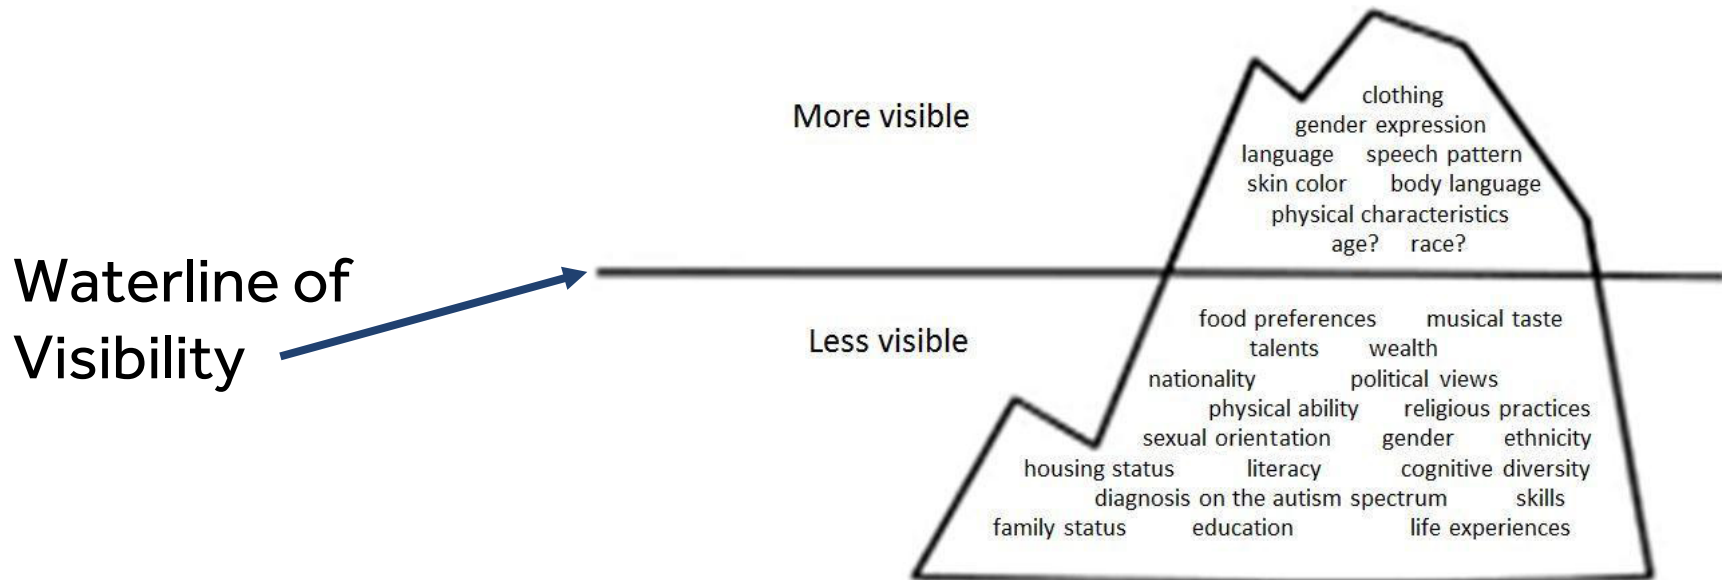 More visible
clothing
gender expression
language speech pattern
skin color body language
physical characteristics
age? race?
Waterline of
Visibility
Less visible
food preferences musical taste
talents wealth
nationality political views
physical ability religious practices
sexual orientation gender ethnicity
housing status literacy cognitive diversity
diagnosis on the autism spectrum skills
family status education life experiences